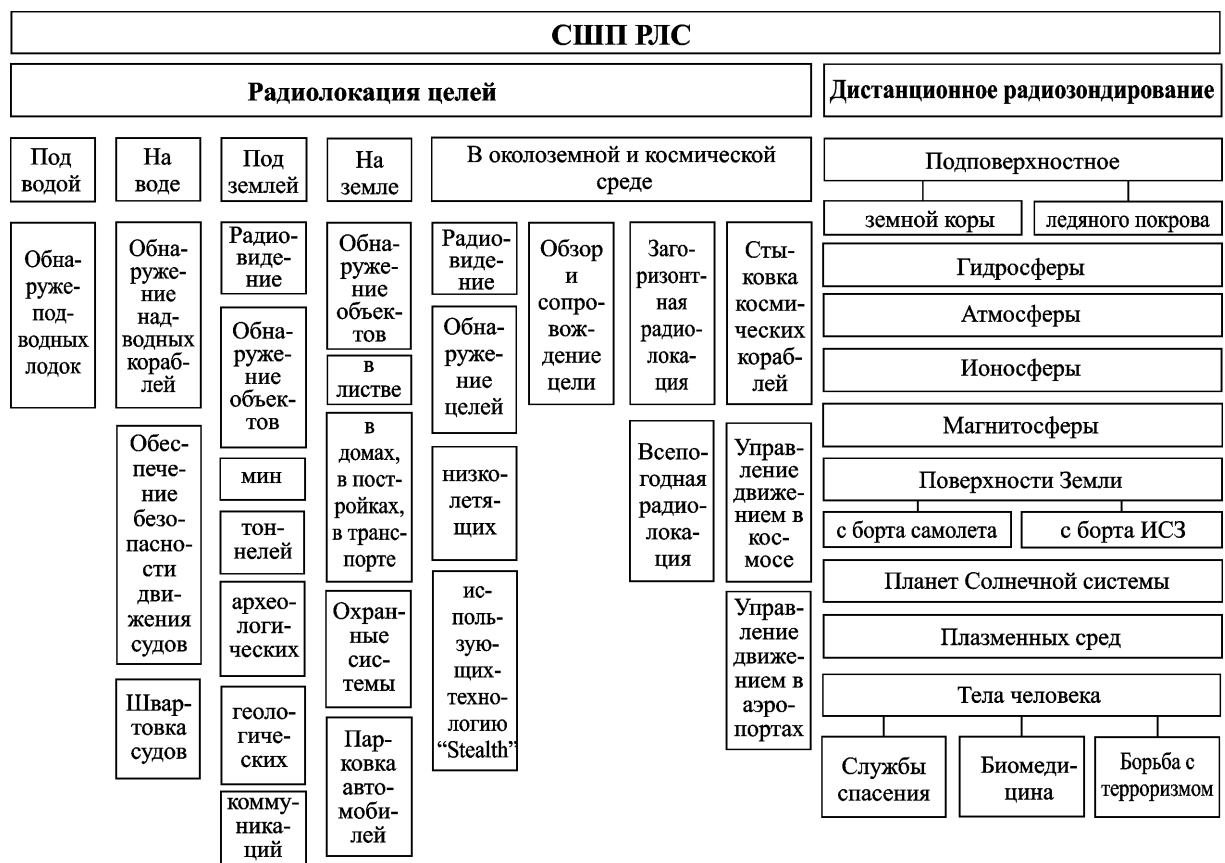 СШП РЛС
Радиолокация целей
Дистанционное радиозондирование
Под
водой
На
воде
Под
землей
На
земле
В околоземной и космической
среде
Обна-
руже-
под-
водных
лодок
Обна-
руже-
ние
над-
водных
кораб-
лей
Обес-
пече-
ние
безо-
пасно-
сти
дви-
жения
судов
Швар-
товка
судов
Радио-
вид-
ение
Обна-
руже-
ние
объек-
тов
мин
тон-
нелей
архео-
логи-
ческих
геоло-
гичес-
ких
комму-
ника-
ций
Обна-
руже-
ние
объек-
тов
в
листве
в
домах,
в пост-
ройках,
в транс-
порте
Охран-
ные
сис-
темы
Пар-
ковка
авто-
моби-
лей
Радио-
вид-
ение
Обна-
руже-
ние
целей
низко-
летя-
щих
ис-
поль-
зую-
щих-
техно-
логию
“Stealth”
Обзор
и
сопро-
вож-
дение
цели
Заго-
ризонт-
ная
радио-
лока-
ция
Всепо-
годная
радио-
лока-
ция
Сты-
ковка
косми-
ческих
кораб-
лей
Управ-
ление
движе-
нием в
кос-
мосе
Управ-
ление
движе-
нием в
аэро-
портах
Подповерхностное
земной коры
ледяного покрова
Гидросферы
Атмосферы
Ионосферы
Магнитосферы
Поверхности Земли
с борта самолета
с борта ИСЗ
Планет Солнечной системы
Плазменных сред
Тела человека
Службы
спасения
Биомеди-
цина
Борьба с
терроризмом